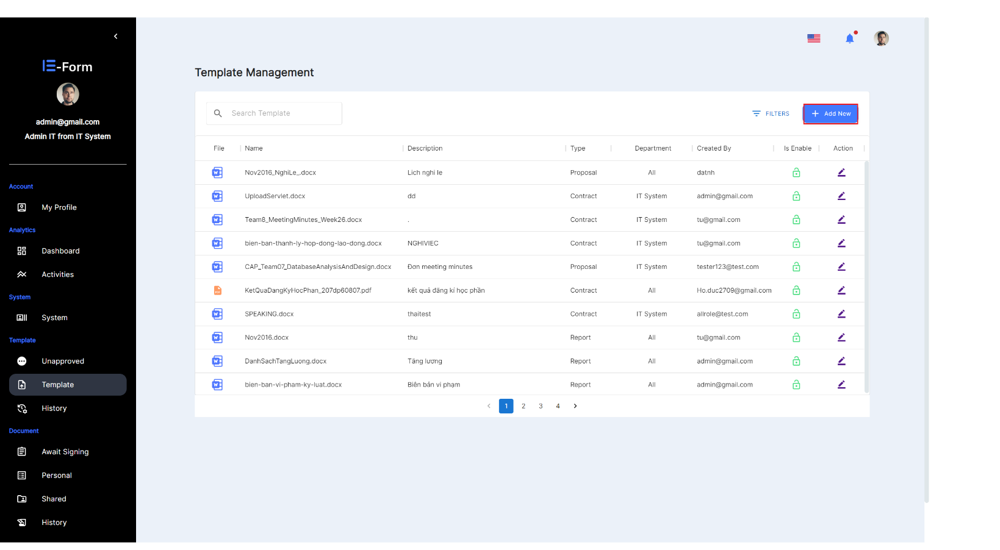 E-Form
admin@gmail.com
Admin IT from IT System
Account
My Profile
Analytics
Dashboard
Activities
System
System
Template
Unapproved
Template
History
Document
Await Signing
Personal
Shared
History
Template Management
Search Template
FILTERS
+ Add New
File Name Description Type Department Created By Is Enable Action
Nov2016_NghiLe_.docx Lich nghi le Proposal All datnh
UploadServlet.docx dd Contract IT System admin@gmail.com
Team8_MeetingMinutes_Week26.docx . Contract IT System tu@gmail.com
bien-ban-thanh-ly-hop-dong-lao-dong.docx NGHIVIEC Contract IT System tu@gmail.com
CAP_Team07_DatabaseAnalysisAndDesign.docx Đơn meeting minutes Proposal IT System tester123@test.com
KetQuaDangKyHocPhan_207dp60807.pdf kết quả đăng kí học phần Contract All Ho.duc2709@gmail.com
SPEAKING.docx thaitest Contract IT System allrole@test.com
Nov2016.docx thu Report All tu@gmail.com
DanhSachTangLuong.docx Tăng lương Report All admin@gmail.com
bien-ban-vi-pham-ky-luat.docx Biên bản vi phạm Report All admin@gmail.com
< 1 2 3 4 >